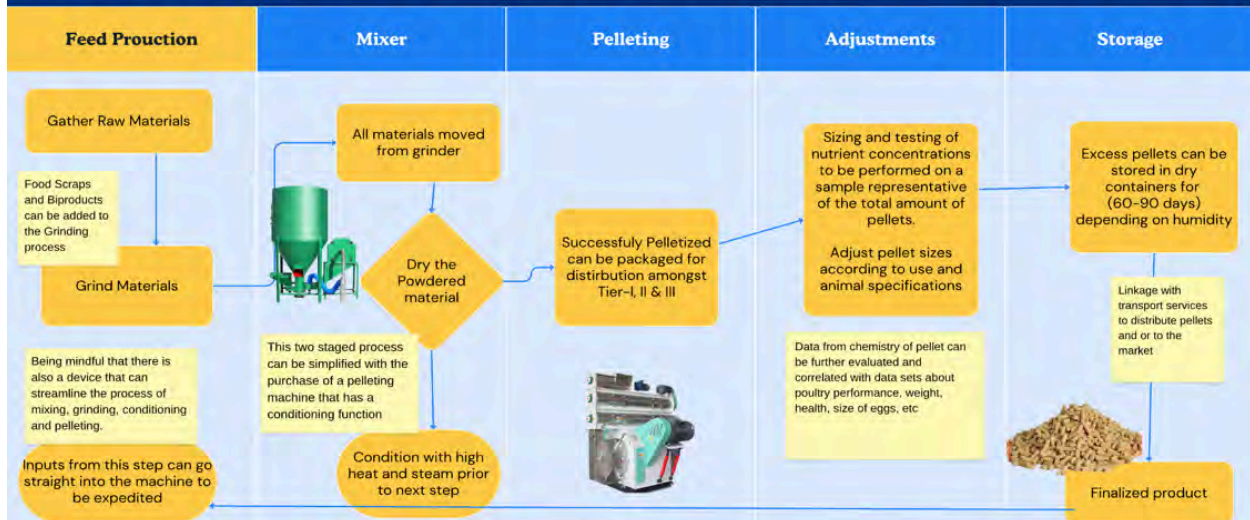 Feed Prouction
Mixer
Pelleting
Adjustments
Storage
Gather Raw Materials
Food Scraps
and Biproducts
can be added to
the Grinding
process
Grind Materials
Being mindful that there is
also a device that can
streamline the process of
mixing, grinding, conditioning
and pelleting.
Inputs from this step can go
straight into the machine to
be expedited
All materials moved
from grinder
Dry the
Powdered
material
This two staged process
can be simplified with the
purchase of a pelleting
machine that has a
conditioning function
Condition with high
heat and steam prior
to next step
Successfuly Pelletized
can be packaged for
distirbution amongst
Tier-I, II & III
Sizing and testing of
nutrient concentrations
to be performed on a
sample representative
of the total amount of
pellets.
Adjust pellet sizes
according to use and
animal specifications
Data from chemistry of pellet can
be further evaluated and
correlated with data sets about
poultry performance, weight,
health, size of eggs, etc
Excess pellets can be
stored in dry
containers for
(60-90 days)
depending on humidity
Linkage with
transport services
to distribute pellets
and or to the
market
Finalized product